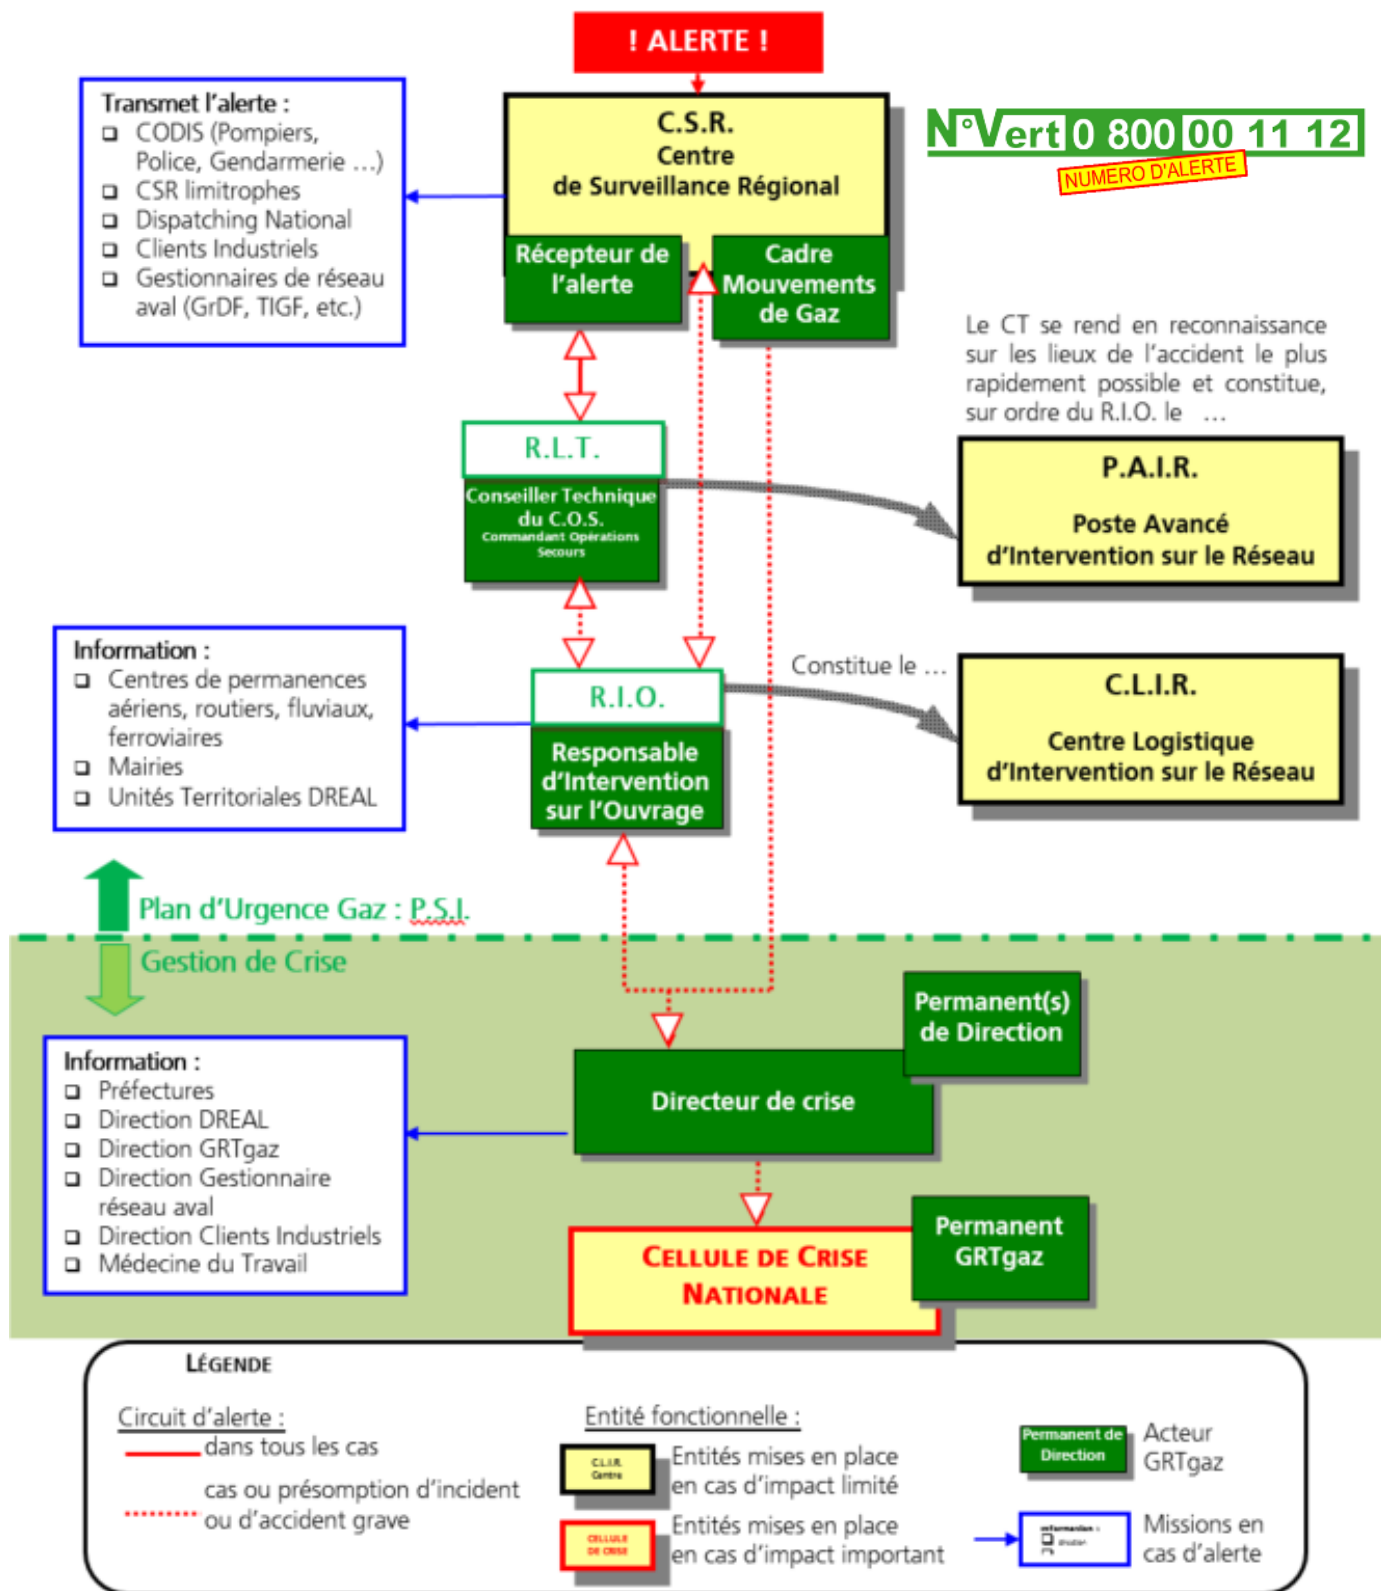 ! ALERTE !
Transmet l'alerte :
CODIS (Pompiers,
Police, Gendarmerie ...)
CSR limitrophes
Dispatching National
Clients Industriels
Gestionnaires de réseau
aval (GrDF, TIGF, etc.)
C.S.R.
Centre
de Surveillance Régional
Récepteur de
l'alerte
Cadre
Mouvements
de Gaz
N°Vert 0 800 00 11 12
NUMERO D'ALERTE
Le CT se rend en reconnaissance
sur les lieux de l'accident le plus
rapidement possible et constitue,
sur ordre du R.I.O. le ...
R.L.T.
Conseiller Technique
du C.O.S.
Commandant Opérations
Secours
P.A.I.R.
Poste Avancé
d'Intervention sur le Réseau
Information :
Centres de permanences
aériens, routiers, fluviaux,
ferroviaires
Mairies
Unités Territoriales DREAL
R.I.O.
Responsable
d'Intervention
sur l'Ouvrage
Constitue le ...
C.L.I.R.
Centre Logistique
d'Intervention sur le Réseau
Plan d'Urgence Gaz : P.S.I.
Gestion de Crise
Permanent(s)
de Direction
Directeur de crise
Information :
Préfectures
Direction DREAL
Direction GRTgaz
Direction Gestionnaire
réseau aval
Direction Clients Industriels
Médecine du Travail
CELLULE DE CRISE
NATIONALE
Permanent
GRTgaz
LÉGENDE
Circuit d'alerte :
dans tous les cas
cas ou présomption d'incident
ou d'accident grave
Entité fonctionnelle :
C.L.I.R.
Centre
Entités mises en place
en cas d'impact limité
CELLULE
DE CRISE
Entités mises en place
en cas d'impact important
Permanent de
Direction
Acteur
GRTgaz
Information :
Direction
Missions en
cas d'alerte